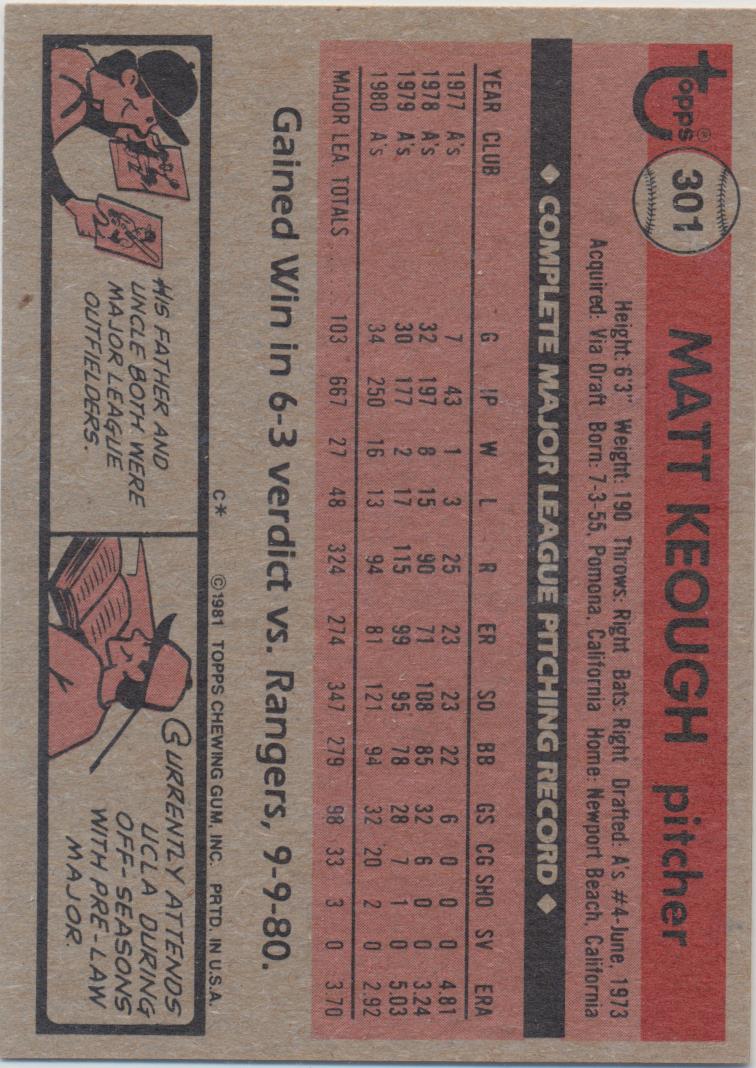 topps®
301
MATT KEOUGH pitcher
Height: 6'3" Weight: 190 Throws: Right Bats: Right Drafted: A's #4-June, 1973
Acquired: Via Draft Born: 7-3-55, Pomona, California Home: Newport Beach, California
◆ COMPLETE MAJOR LEAGUE PITCHING RECORD ◆
YEAR CLUB G IP W L R ER SO BB GS CG SHO SV ERA
1977 A's 7 43 1 3 25 23 23 22 6 0 0 0 4.81
1978 A's 32 197 8 15 90 71 108 85 32 6 0 0 3.24
1979 A's 30 177 2 17 115 99 95 78 28 7 1 0 5.03
1980 A's 34 250 16 13 94 81 121 94 32 20 2 0 2.92
MAJOR LEA. TOTALS 103 667 27 48 324 274 347 279 98 33 3 0 3.70
Gained Win in 6-3 verdict vs. Rangers, 9-9-80.
C* ©1981 TOPPS CHEWING GUM, INC. PRTD. IN U.S.A.
HIS FATHER AND
UNCLE BOTH WERE
MAJOR LEAGUE
OUTFIELDERS.
CURRENTLY ATTENDS
UCLA DURING
OFF-SEASONS
WITH PRE-LAW
MAJOR.